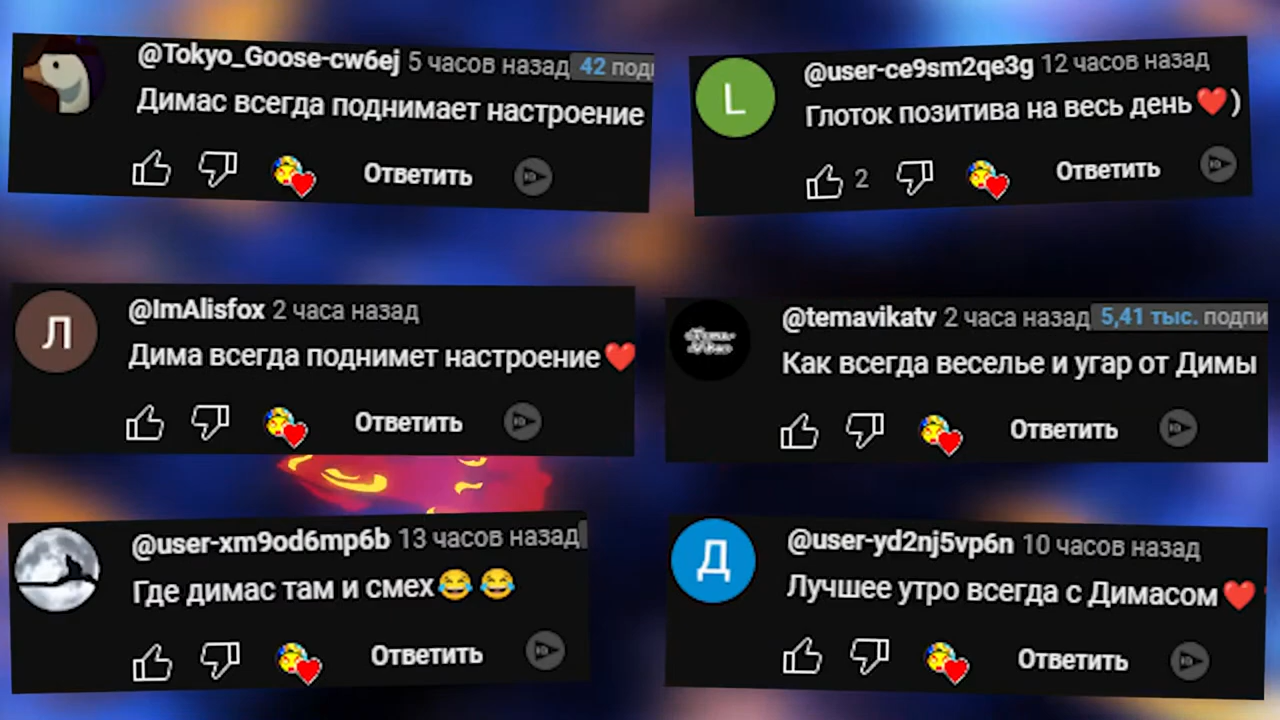 @Tokyo_Goose-cw6ej 5 часов назад 42 под
Димас всегда поднимает настроение
Ответить
@user-ce9sm2qe3g 12 часов назад
L
Глоток позитива на весь день❤️)
2 Ответить
@ImAlisfox 2 часа назад
Л
Дима всегда поднимет настроение❤️
Ответить
@temavikatv 2 часа назад 5,41 тыс. подпи
Как всегда веселье и угар от Димы
Ответить
@user-xm9od6mp6b 13 часов назад
Где димас там и смех😂 😂
Ответить
@user-yd2nj5vp6n 10 часов назад
Д
Лучшее утро всегда с Димасом❤️
Ответить